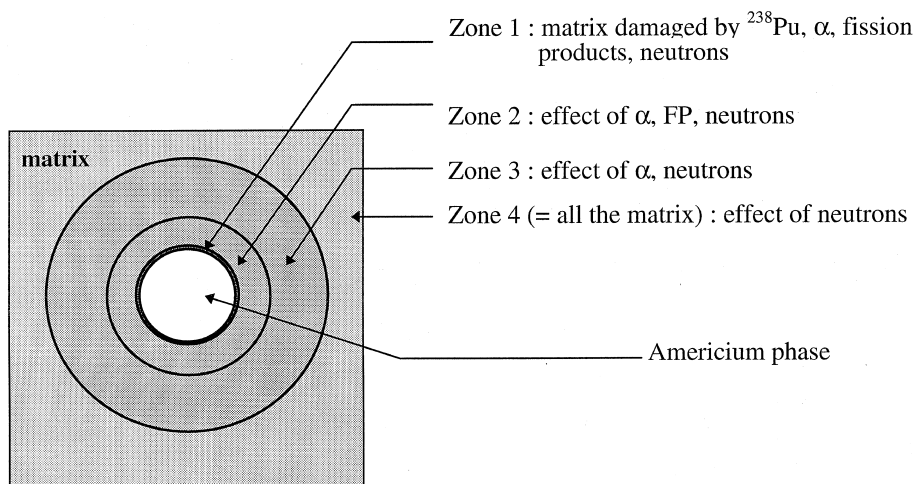 Zone 1 : matrix damaged by ²³⁸Pu, α, fission
products, neutrons
Zone 2 : effect of α, FP, neutrons
matrix
Zone 3 : effect of α, neutrons
Zone 4 (= all the matrix) : effect of neutrons
Americium phase